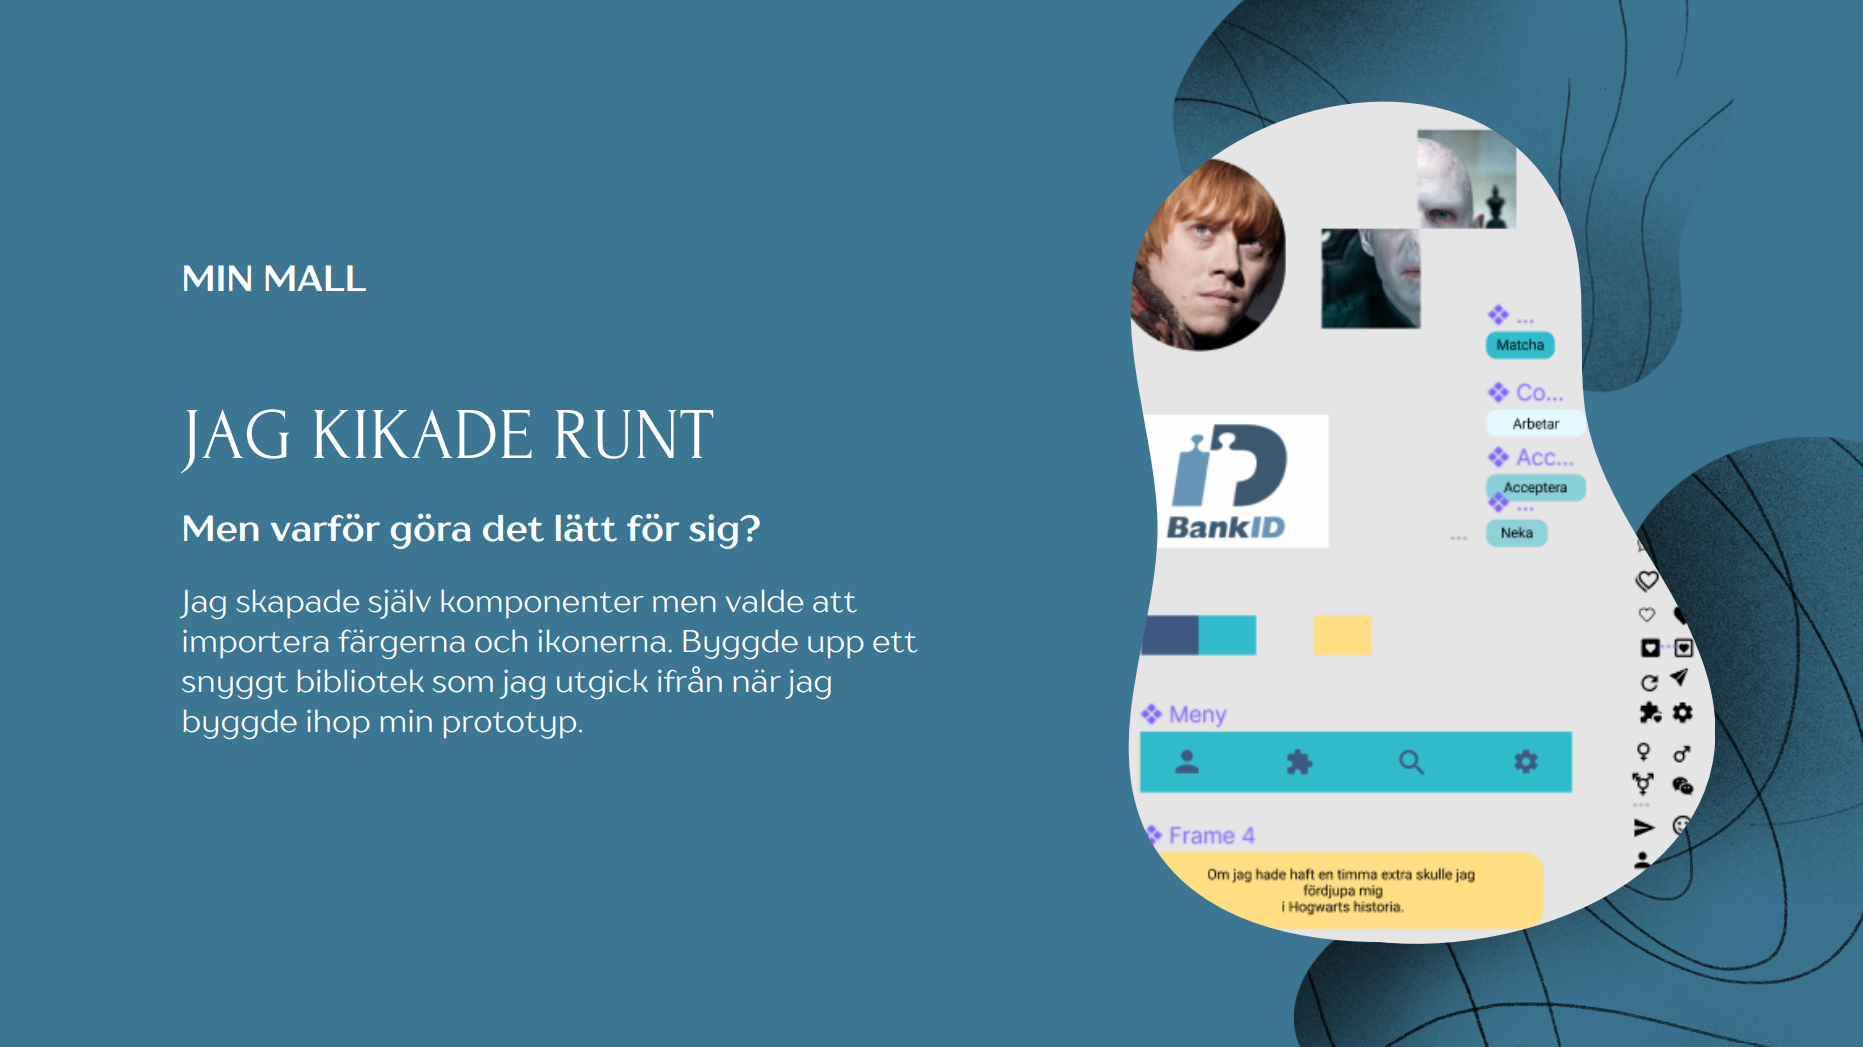 MIN MALL
JAG KIKADE RUNT
Men varför göra det lätt för sig?
Jag skapade själv komponenter men valde att
importera färgerna och ikonerna. Byggde upp ett
snyggt bibliotek som jag utgick ifrån när jag
byggde ihop min prototyp.
...
Matcha
Co...
Arbetar
Acc...
Acceptera
...
Neka
BankID
Meny
Frame 4
Om jag hade haft en timma extra skulle jag
fördjupa mig
i Hogwarts historia.